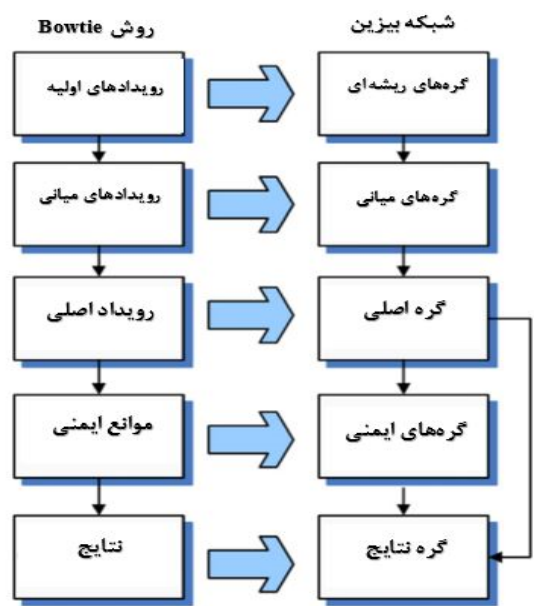 روش Bowtie
شبکه بیزین
رویدادهای اولیه
گره‌های ریشه‌ای
رویدادهای میانی
گره‌های میانی
رویداد اصلی
گره اصلی
موانع ایمنی
گره‌های ایمنی
نتایج
گره نتایج